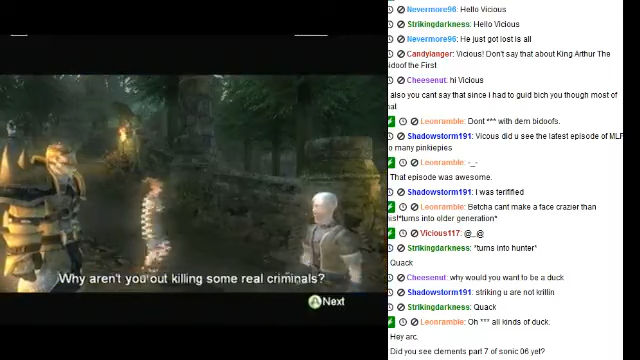 Nevermore96: Hello Vicious
Strikingdarkness: Hello Vicious
Nevermore96: He just got lost is all
Candylanger: Vicious! Don't say that about King Arthur The
Bidoof the First
Cheesenut: hi Vicious
also you cant say that since i had to guid bich you though most of
Leonramble: Dont *** with dem bidoofs.
Shadowstorm191: Vicous did u see the latest episode of MLP
so many pinkiepies
Leonramble: -_-
That episode was awesome.
Shadowstorm191: I was terifified
Leonramble: Betcha cant make a face crazier than
this!*turns into older generation*
Vicious117: @_@
Strikingdarkness: *turns into hunter*
Quack
Cheesenut: why would you want to be a duck
Shadowstorm191: striking u are not krillin
Strikingdarkness: Quack
Leonramble: Oh *** all kinds of duck.
Hey arc.
Did you see clements part 7 of sonic 06 yet?
Why aren't you out killing some real criminals?
A Next